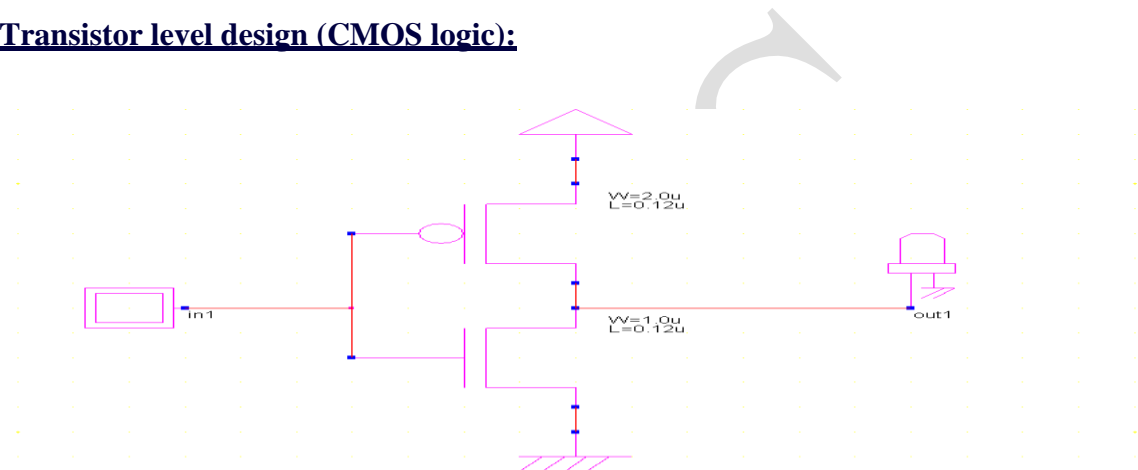 Transistor level design (CMOS logic):
W=2.0u
L=0.12u
in1
W=1.0u
L=0.12u
out1